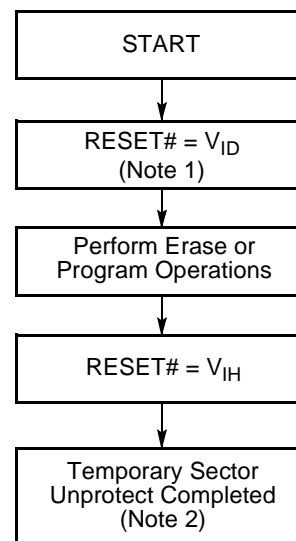 START
RESET# = VID
(Note 1)
Perform Erase or
Program Operations
RESET# = VIH
Temporary Sector
Unprotect Completed
(Note 2)